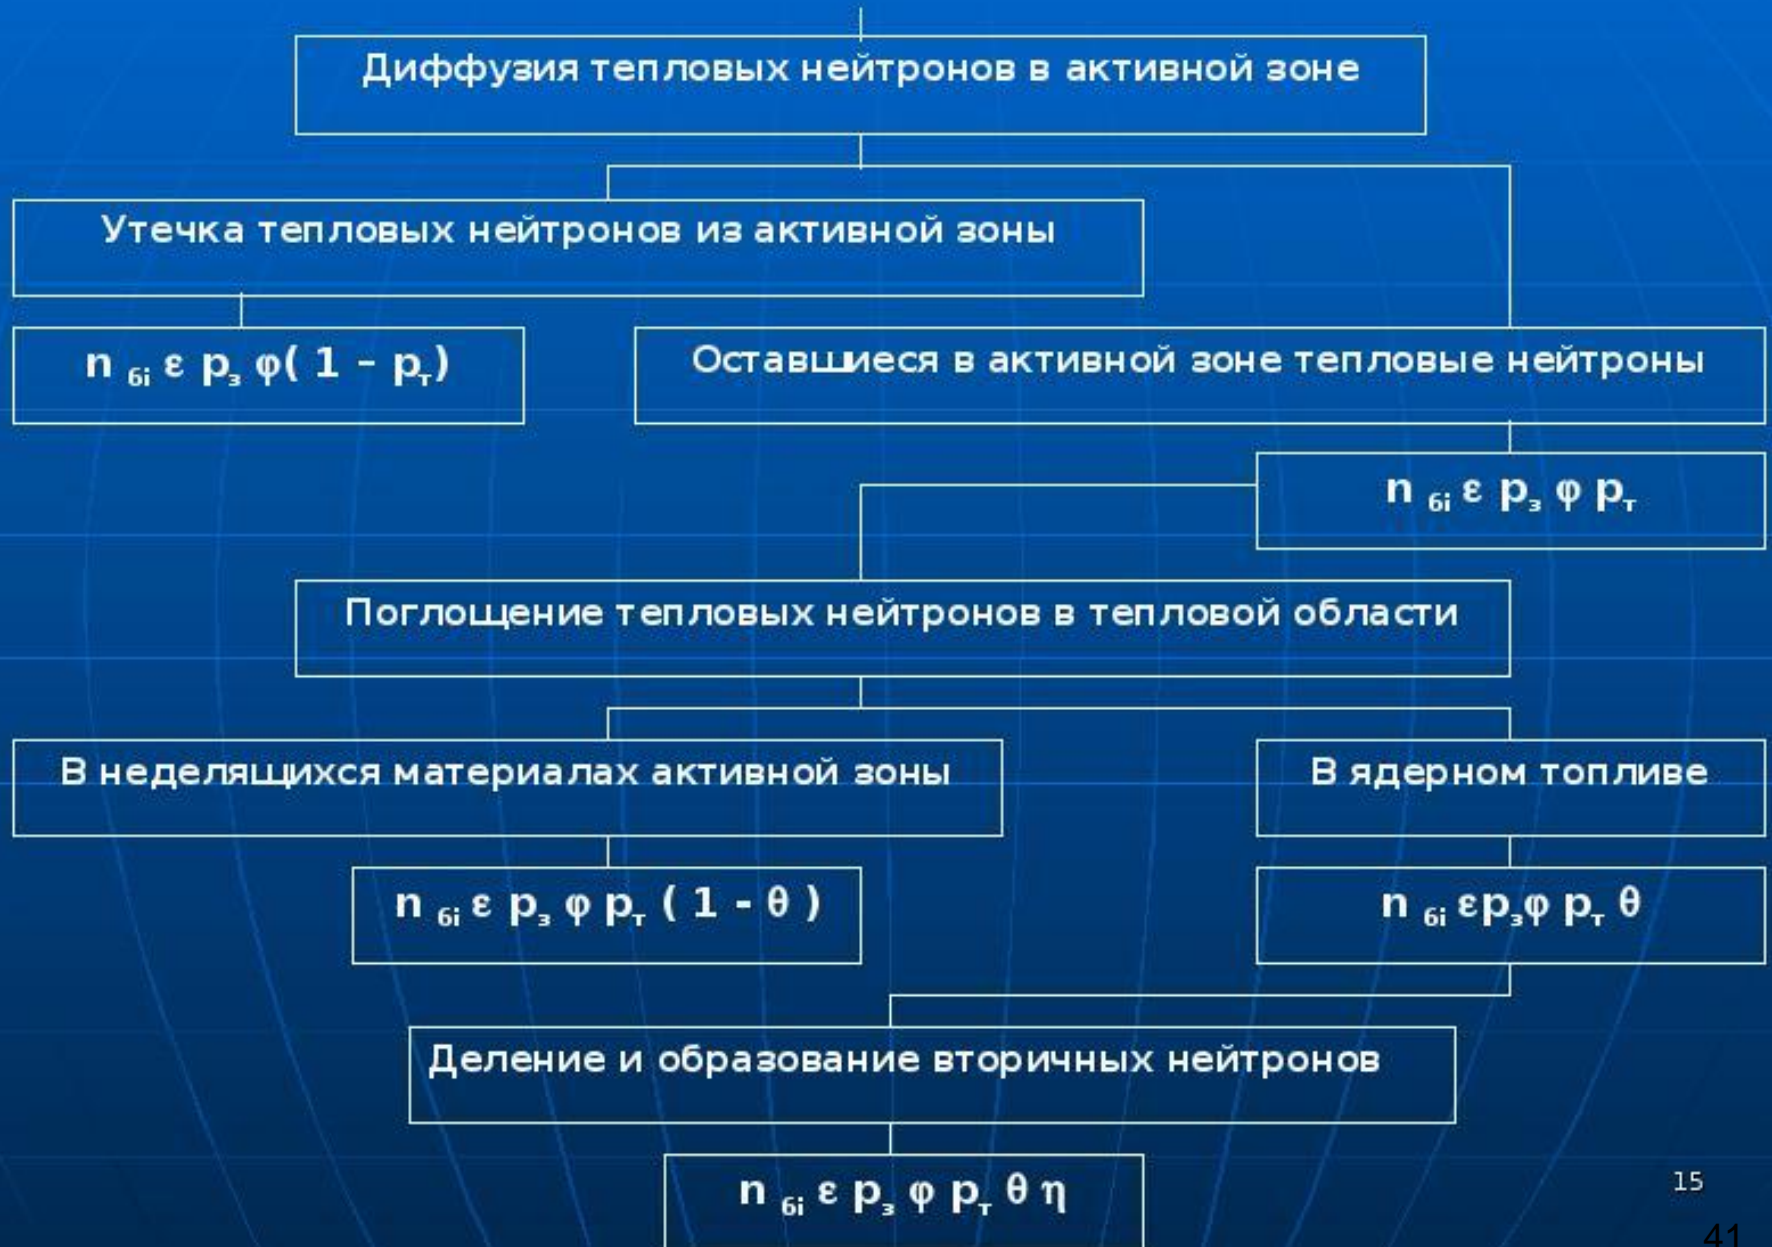 Диффузия тепловых нейтронов в активной зоне
Утечка тепловых нейтронов из активной зоны
n бi ε pз φ( 1 – pт)
Оставшиеся в активной зоне тепловые нейтроны
n бi ε pз φ pт
Поглощение тепловых нейтронов в тепловой области
В неделящихся материалах активной зоны
В ядерном топливе
n бi ε pз φ pт ( 1 - θ )
n бi εpзφ pт θ
Деление и образование вторичных нейтронов
n бi ε pз φ pт θ η
15
41